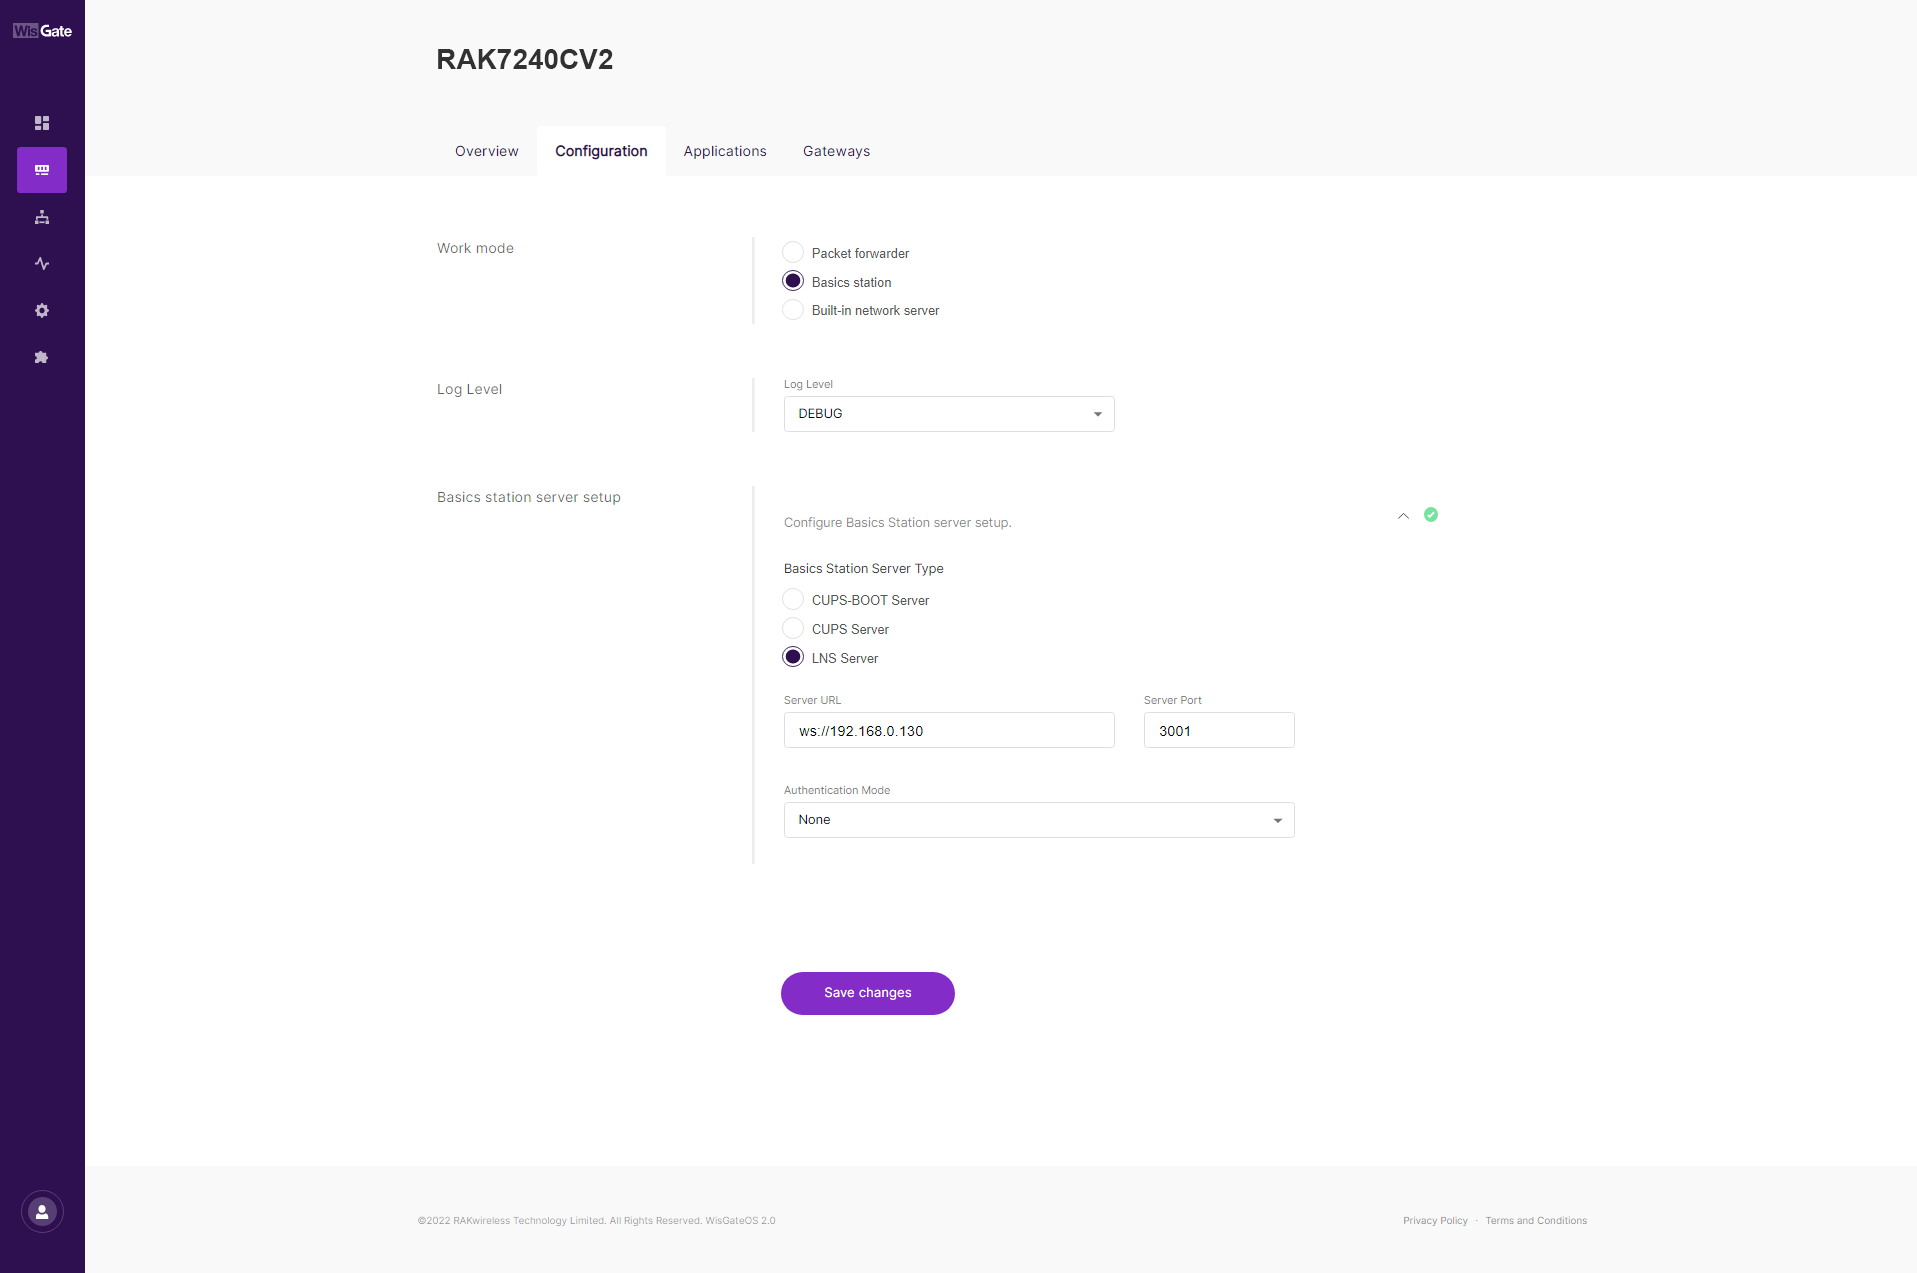 WisGate
RAK7240CV2
Overview
Configuration
Applications
Gateways
Work mode
Packet forwarder
Basics station
Built-in network server
Log Level
Log Level
DEBUG
Basics station server setup
Configure Basics Station server setup.
Basics Station Server Type
CUPS-BOOT Server
CUPS Server
LNS Server
Server URL
Server Port
ws://192.168.0.130
3001
Authentication Mode
None
Save changes
©2022 RAKwireless Technology Limited. All Rights Reserved. WisGateOS 2.0
Privacy Policy · Terms and Conditions